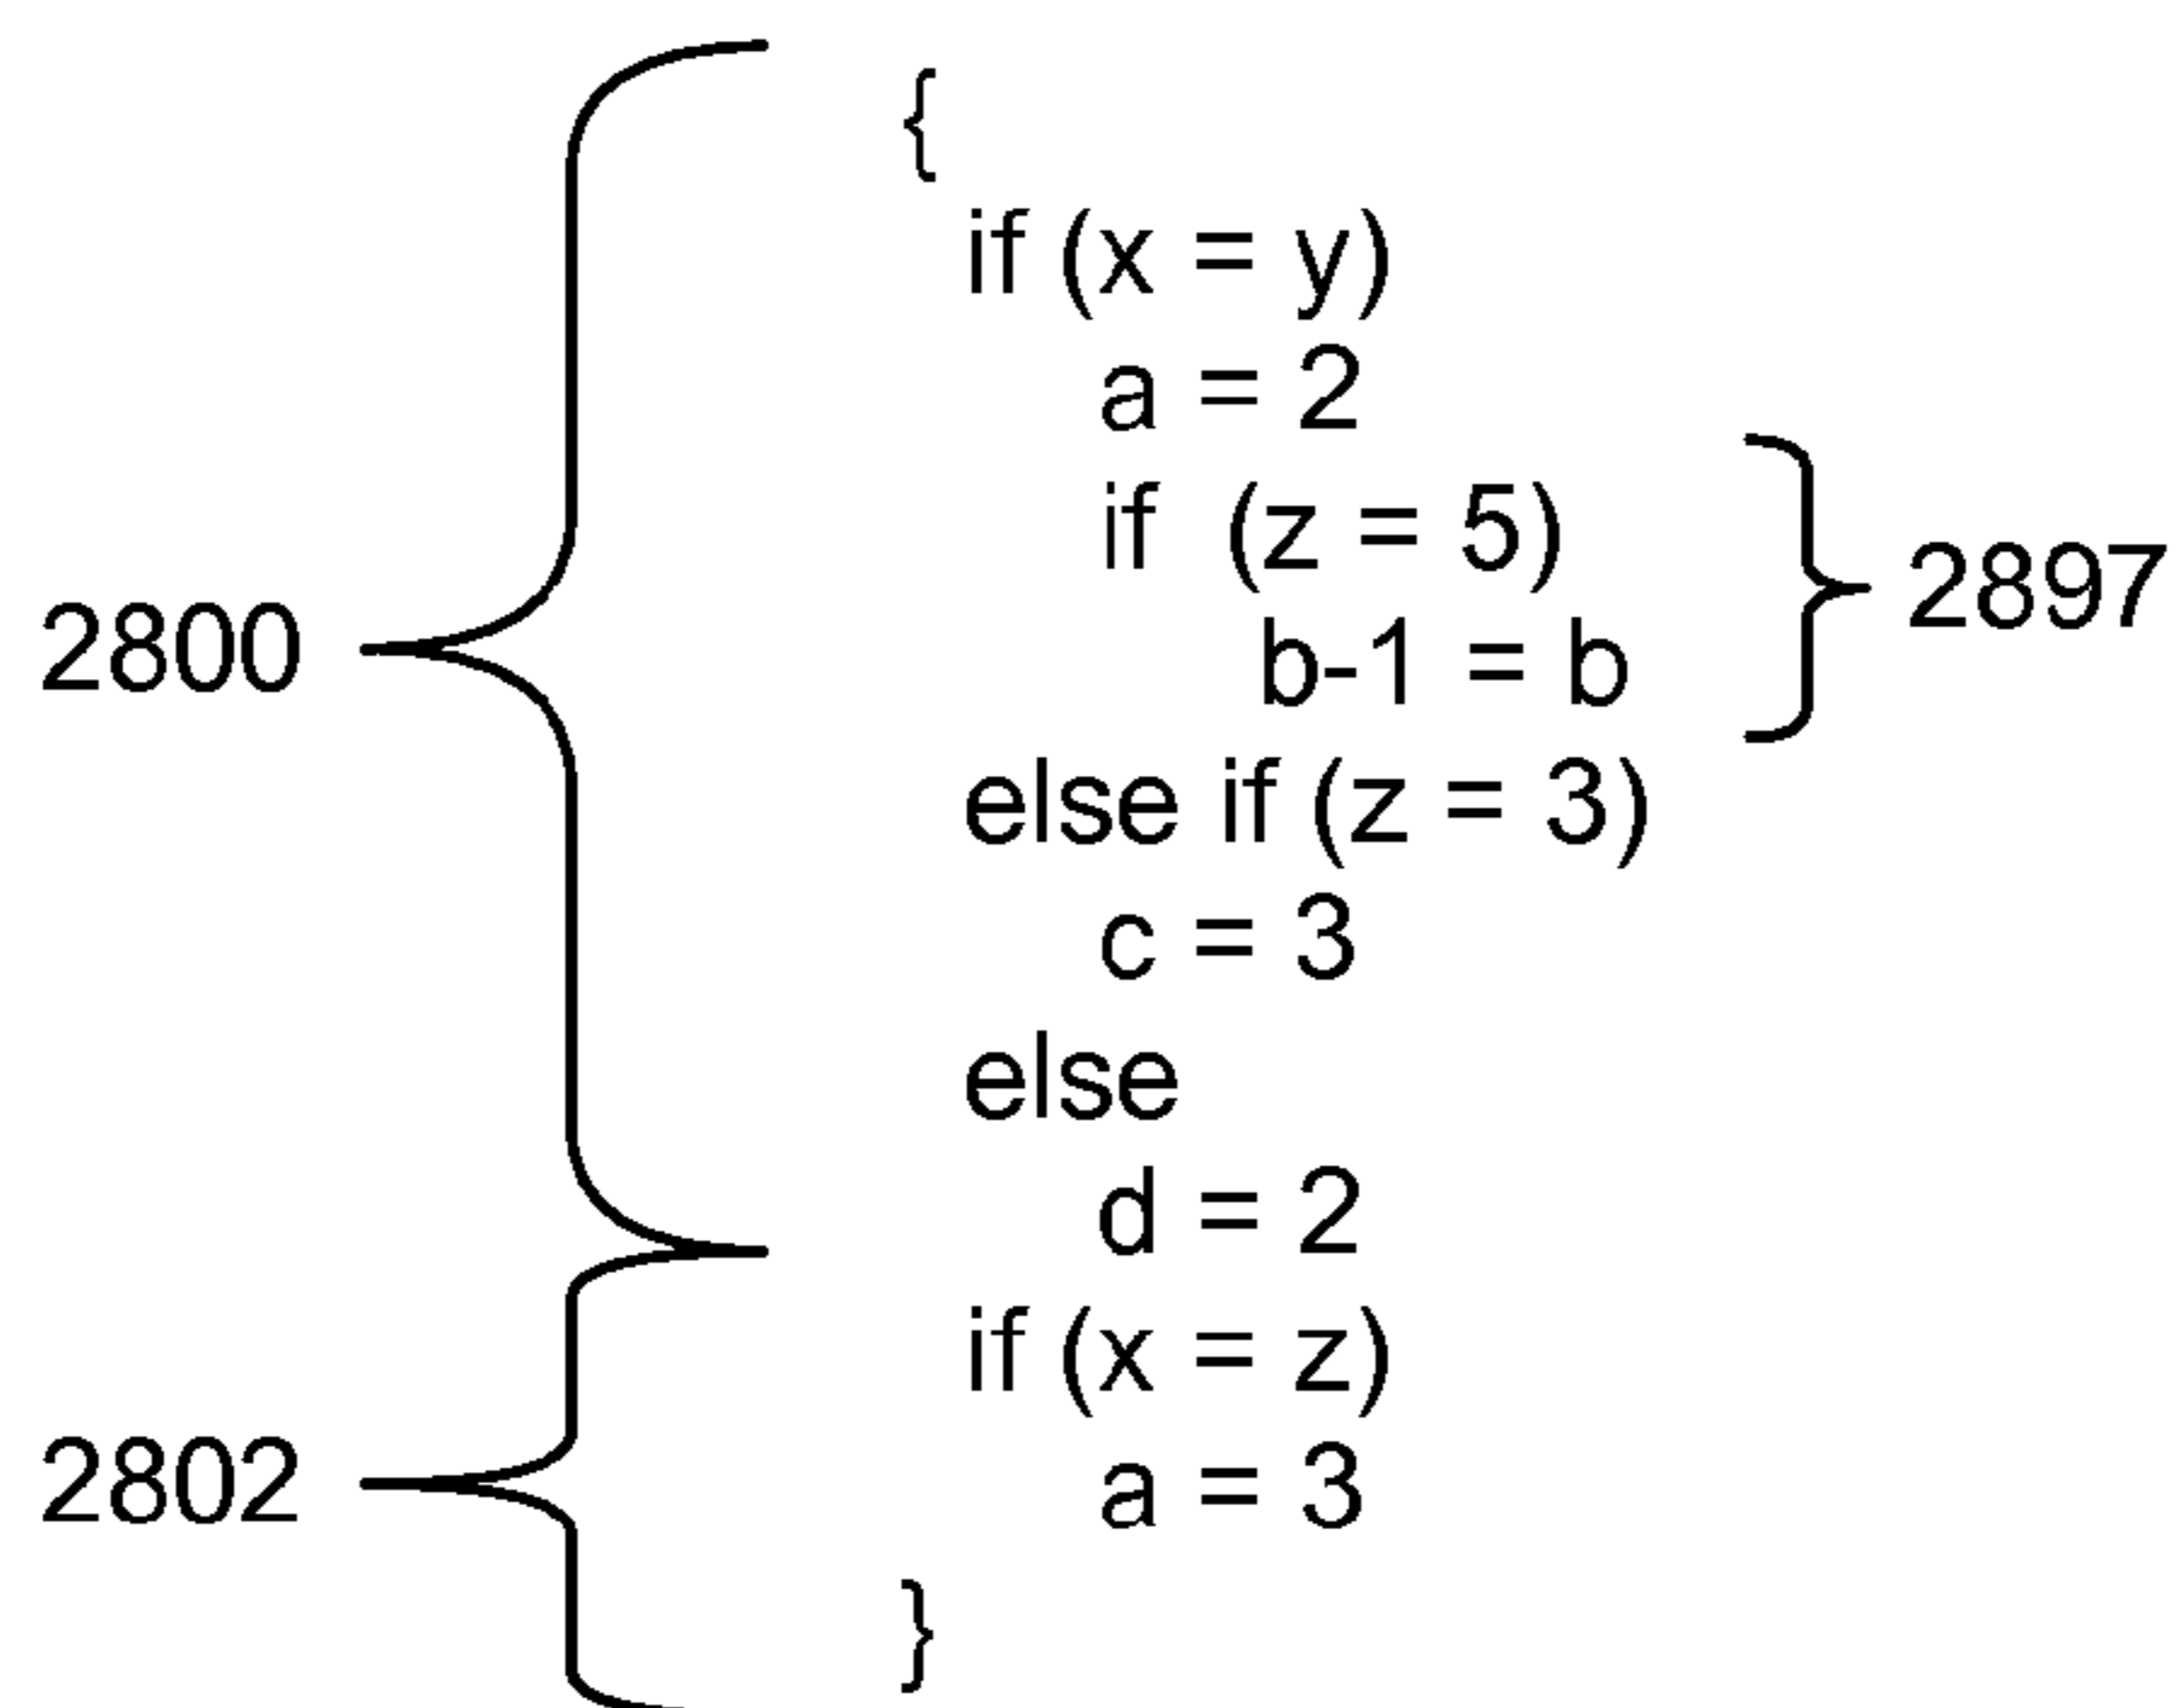 {
if (x = y)
a = 2
if (z = 5)
2897
b-1 = b
2800
else if (z = 3)
c = 3
else
d = 2
if (x = z)
2802
a = 3
}